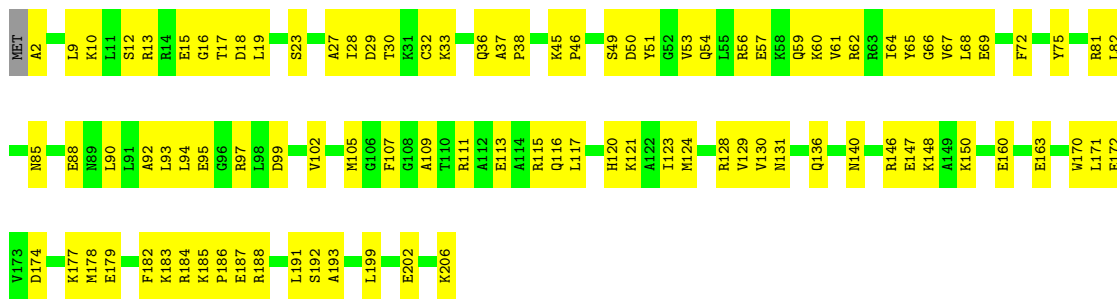 MET A2 L9 K10 L11 S12 R13 R14 E15 G16 T17 D18 L19 S23 A27 I28 D29 T30 K31 C32 K33 Q36 A37 P38 K45 P46 S49 D50 Y51 G52 V53 Q54 L55 R56 E57 K58 Q59 K60 V61 R62 R63 I64 Y65 G66 V67 L68 E69 F72 Y75 R81 L82
N85 E88 N89 L90 L91 A92 L93 L94 E95 G96 R97 L98 D99 V102 M105 G106 F107 G108 A109 T110 R111 A112 E113 A114 R115 Q116 L117 H120 K121 A122 I123 M124 R128 V129 V130 N131 Q136 N140 R146 E147 K148 A149 K150 E160 E163 W170 L171 E172
V173 D174 K177 M178 E179 F182 K183 R184 K185 P186 E187 R188 L191 S192 A193 L199 E202 K206